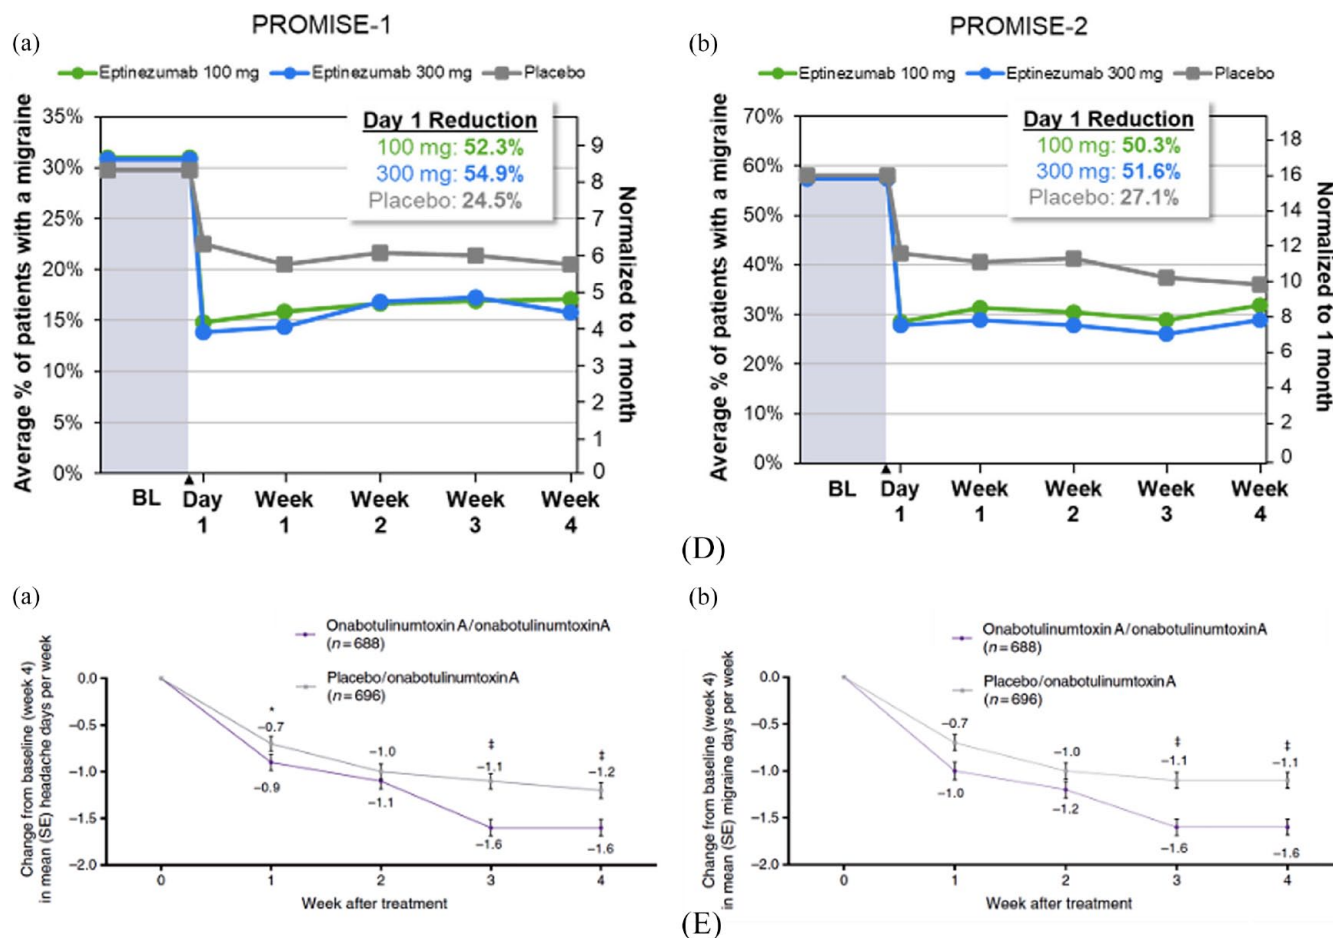 PROMISE-1
(a)
Eptinezumab 100 mg Eptinezumab 300 mg Placebo
Average % of patients with a migraine
35%
30%
25%
20%
15%
10%
5%
0%
Day 1 Reduction
100 mg: 52.3%
300 mg: 54.9%
Placebo: 24.5%
9
8
7
6
5
4
3
2
1
0
Normalized to 1 month
BL Day 1 Week 1 Week 2 Week 3 Week 4
PROMISE-2
(b)
Eptinezumab 100 mg Eptinezumab 300 mg Placebo
Average % of patients with a migraine
70%
60%
50%
40%
30%
20%
10%
0%
Day 1 Reduction
100 mg: 50.3%
300 mg: 51.6%
Placebo: 27.1%
18
16
14
12
10
8
6
4
2
0
Normalized to 1 month
BL Day 1 Week 1 Week 2 Week 3 Week 4
(D)
(a)
Onabotulinumtoxin A/onabotulinumtoxinA
(n=688)
Placebo/onabotulinumtoxinA
(n=696)
Change from baseline (week 4)
in mean (SE) headache days per week
0.0
−0.5
−1.0
−1.5
−2.0
*
−0.7
−1.0
‡
−1.1
‡
−1.2
−0.9
−1.1
−1.6
−1.6
0 1 2 3 4
Week after treatment
(b)
Onabotulinumtoxin A/onabotulinumtoxinA
(n=688)
Placebo/onabotulinumtoxinA
(n=696)
Change from baseline (week 4)
in mean (SE) migraine days per week
0.0
−0.5
−1.0
−1.5
−2.0
−0.7
−1.0
‡
−1.1
‡
−1.1
−1.0
−1.2
−1.6
−1.6
0 1 2 3 4
Week after treatment
(E)